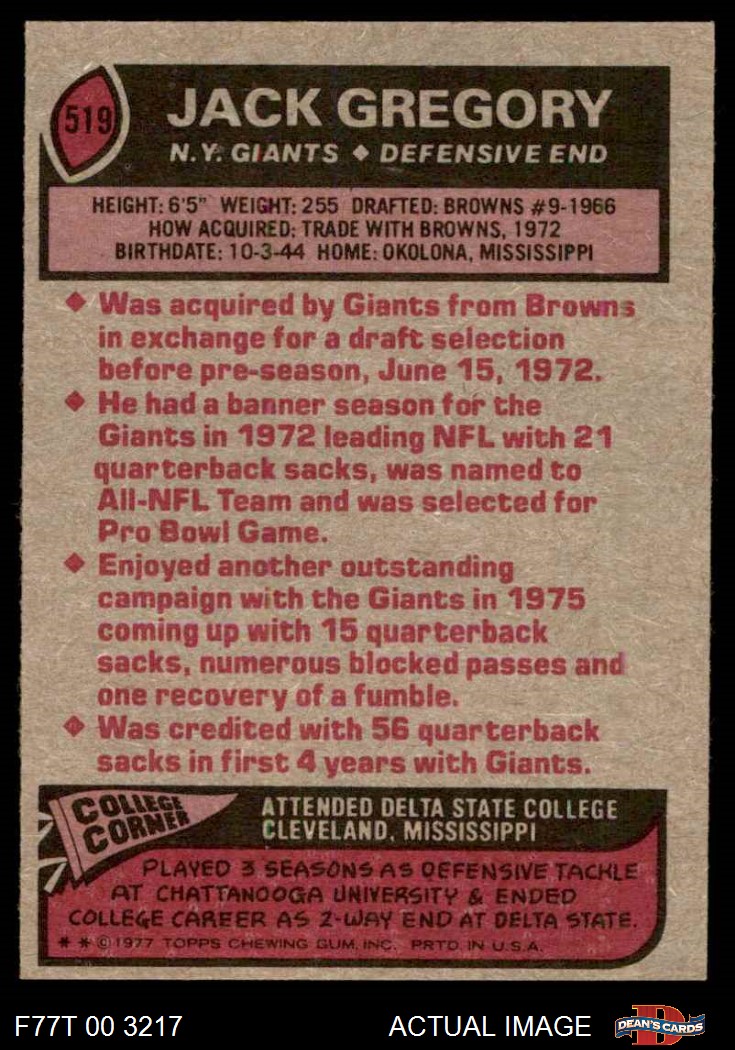 519
JACK GREGORY
N.Y. GIANTS ◆ DEFENSIVE END
HEIGHT: 6'5" WEIGHT: 255 DRAFTED: BROWNS #9-1966
HOW ACQUIRED: TRADE WITH BROWNS, 1972
BIRTHDATE: 10-3-44 HOME: OKOLONA, MISSISSIPPI
◆ Was acquired by Giants from Browns
in exchange for a draft selection
before pre-season, June 15, 1972.
◆ He had a banner season for the
Giants in 1972 leading NFL with 21
quarterback sacks, was named to
All-NFL Team and was selected for
Pro Bowl Game.
◆ Enjoyed another outstanding
campaign with the Giants in 1975
coming up with 15 quarterback
sacks, numerous blocked passes and
one recovery of a fumble.
◆ Was credited with 56 quarterback
sacks in first 4 years with Giants.
COLLEGE
CORNER
ATTENDED DELTA STATE COLLEGE
CLEVELAND, MISSISSIPPI
PLAYED 3 SEASONS AS DEFENSIVE TACKLE
AT CHATTANOOGA UNIVERSITY & ENDED
COLLEGE CAREER AS 2-WAY END AT DELTA STATE.
* * © 1977 TOPPS CHEWING GUM, INC. PRTD. IN U.S.A.
F77T 00 3217
ACTUAL IMAGE
D
DEAN'S CARDS